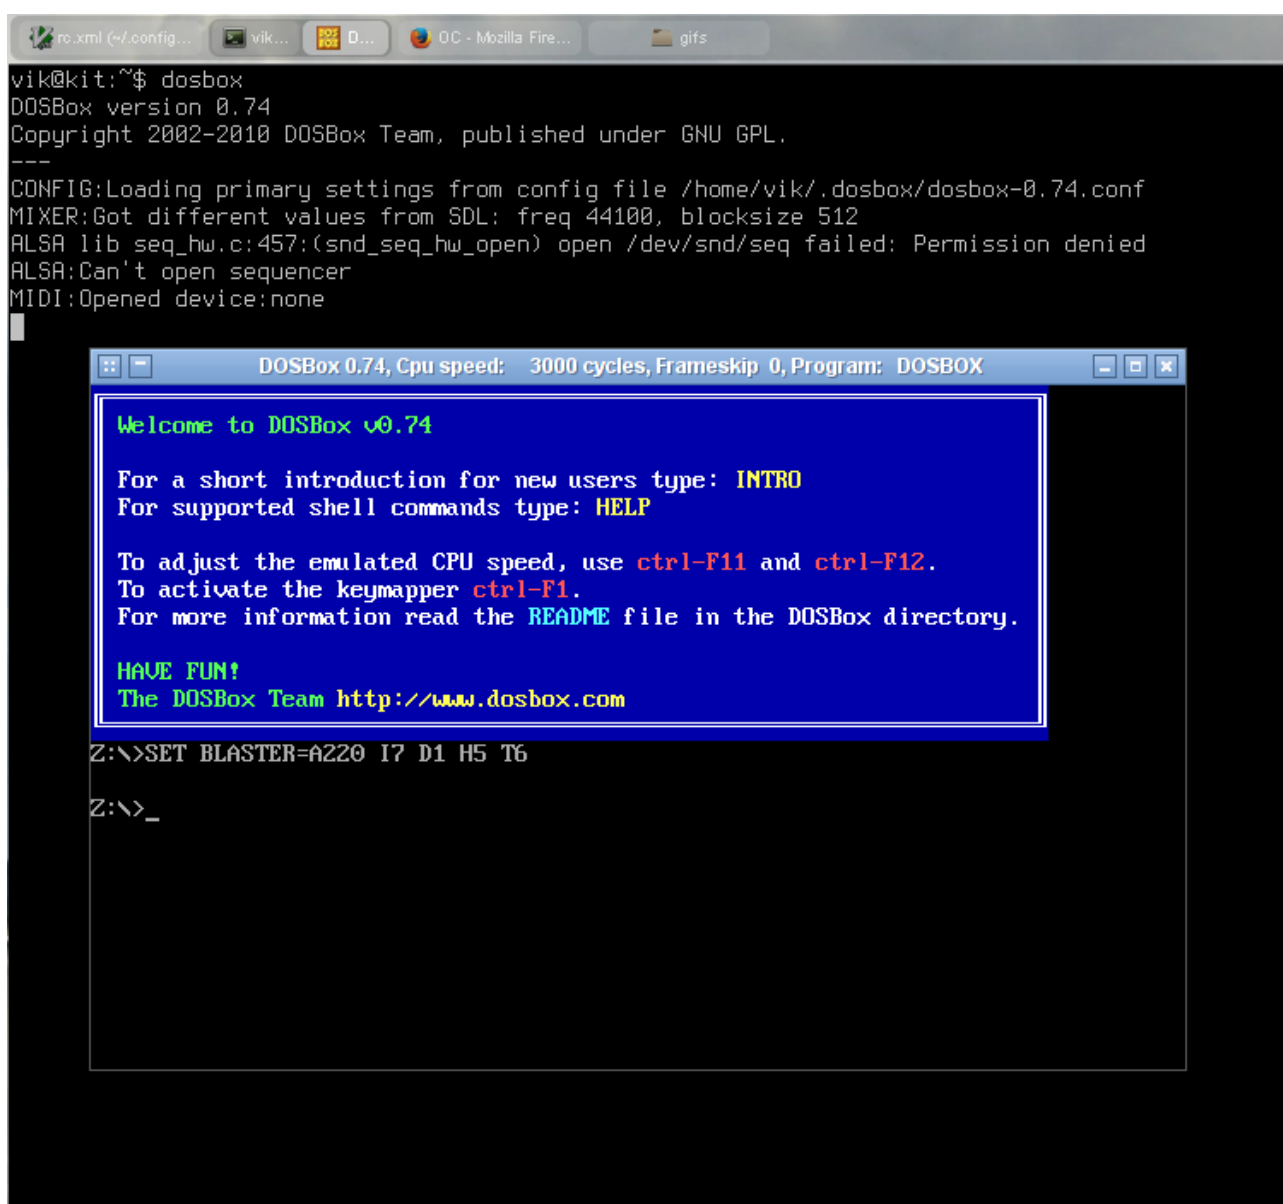 rc.xml (~/.config...  vik...  D...  OC - Mozilla Fire...  gifs
vik@kit:~$ dosbox
DOSBox version 0.74
Copyright 2002-2010 DOSBox Team, published under GNU GPL.
---
CONFIG:Loading primary settings from config file /home/vik/.dosbox/dosbox-0.74.conf
MIXER:Got different values from SDL: freq 44100, blocksize 512
ALSA lib seq_hw.c:457:(snd_seq_hw_open) open /dev/snd/seq failed: Permission denied
ALSA:Can't open sequencer
MIDI:Opened device:none
DOSBox 0.74, Cpu speed:    3000 cycles, Frameskip  0, Program:   DOSBOX
Welcome to DOSBox v0.74
For a short introduction for new users type: INTRO
For supported shell commands type: HELP
To adjust the emulated CPU speed, use ctrl-F11 and ctrl-F12.
To activate the keymapper ctrl-F1.
For more information read the README file in the DOSBox directory.
HAVE FUN!
The DOSBox Team http://www.dosbox.com
Z:\>SET BLASTER=A220 I7 D1 H5 T6
Z:\>_